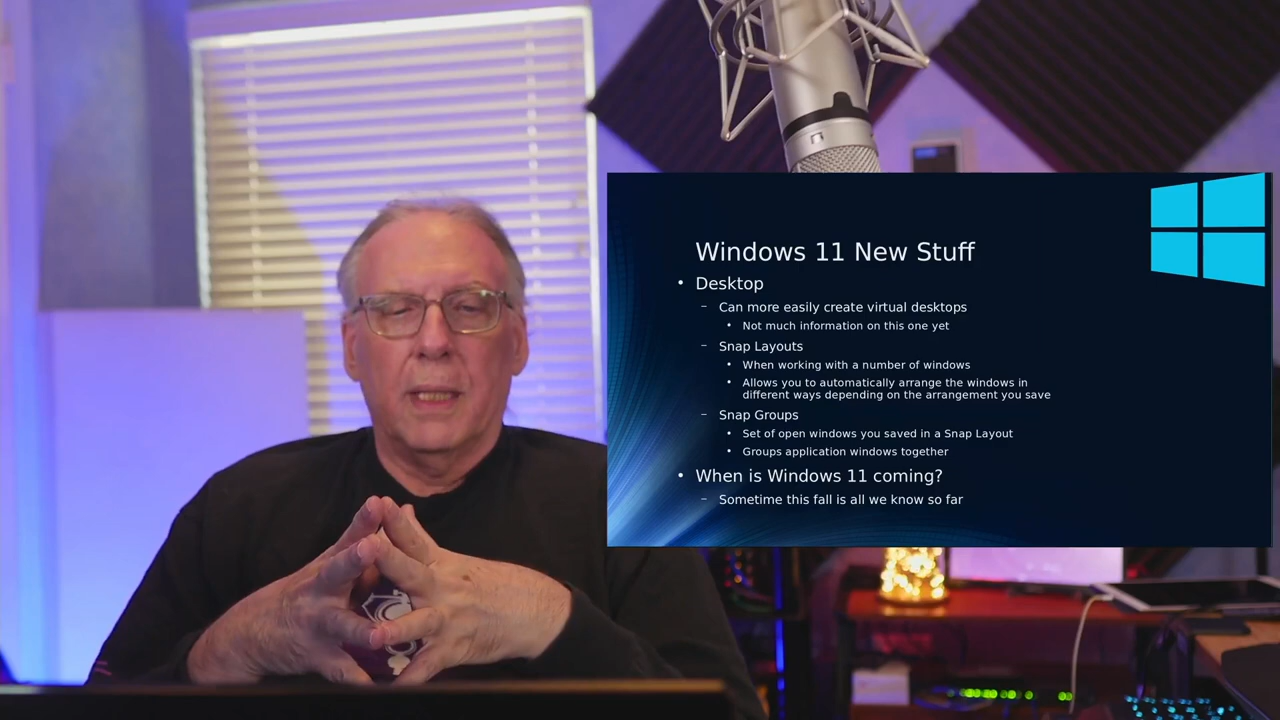 Windows 11 New Stuff
• Desktop
– Can more easily create virtual desktops
• Not much information on this one yet
– Snap Layouts
• When working with a number of windows
• Allows you to automatically arrange the windows in
different ways depending on the arrangement you save
– Snap Groups
• Set of open windows you saved in a Snap Layout
• Groups application windows together
• When is Windows 11 coming?
– Sometime this fall is all we know so far